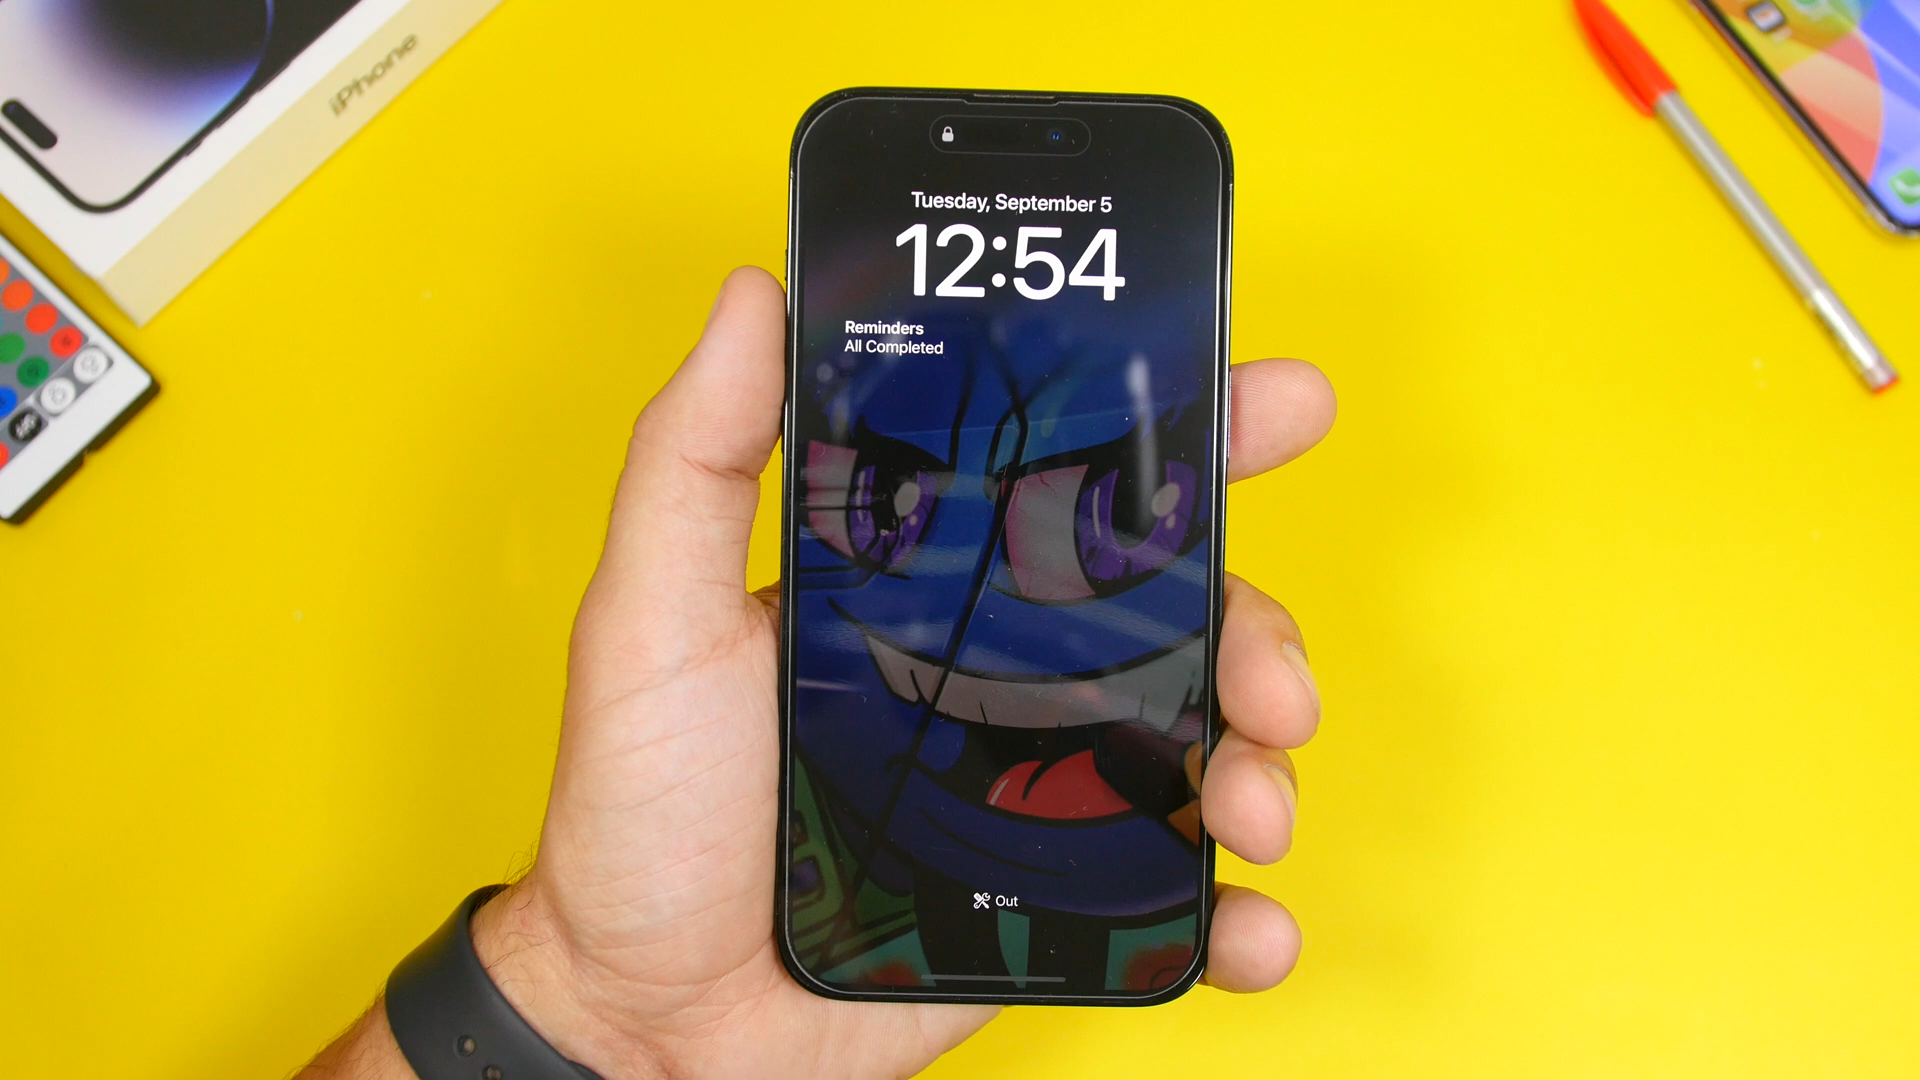 iPhone
Tuesday, September 5
12:54
Reminders
All Completed
Out